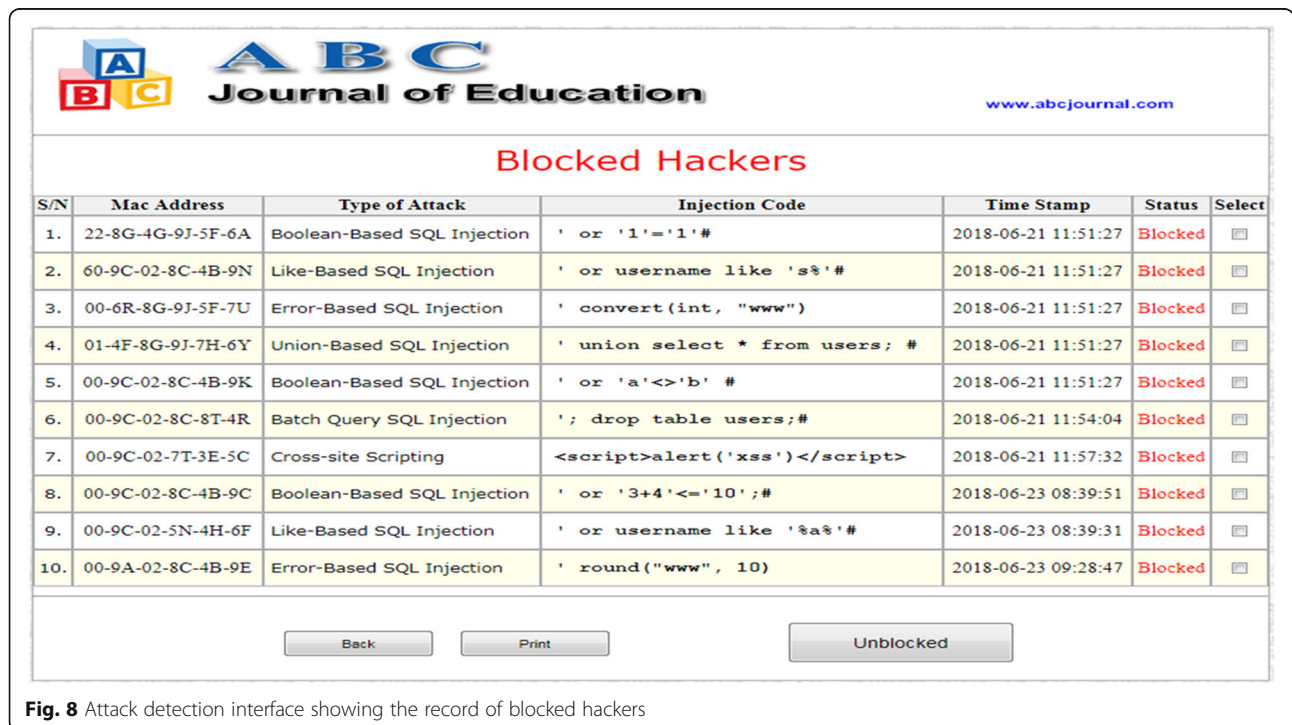 A
B C
A B C
Journal of Education
www.abcjournal.com
Blocked Hackers
S/N Mac Address Type of Attack Injection Code Time Stamp Status Select
1. 22-8G-4G-9J-5F-6A Boolean-Based SQL Injection ' or '1'='1'# 2018-06-21 11:51:27 Blocked
2. 60-9C-02-8C-4B-9N Like-Based SQL Injection ' or username like 's%'# 2018-06-21 11:51:27 Blocked
3. 00-6R-8G-9J-5F-7U Error-Based SQL Injection ' convert(int, "www") 2018-06-21 11:51:27 Blocked
4. 01-4F-8G-9J-7H-6Y Union-Based SQL Injection ' union select * from users; # 2018-06-21 11:51:27 Blocked
5. 00-9C-02-8C-4B-9K Boolean-Based SQL Injection ' or 'a'<>'b' # 2018-06-21 11:51:27 Blocked
6. 00-9C-02-8C-8T-4R Batch Query SQL Injection '; drop table users;# 2018-06-21 11:54:04 Blocked
7. 00-9C-02-7T-3E-5C Cross-site Scripting <script>alert('xss')</script> 2018-06-21 11:57:32 Blocked
8. 00-9C-02-8C-4B-9C Boolean-Based SQL Injection ' or '3+4'<='10';# 2018-06-23 08:39:51 Blocked
9. 00-9C-02-5N-4H-6F Like-Based SQL Injection ' or username like '%a%'# 2018-06-23 08:39:31 Blocked
10. 00-9A-02-8C-4B-9E Error-Based SQL Injection ' round("www", 10) 2018-06-23 09:28:47 Blocked
Back Print Unblocked
Fig. 8 Attack detection interface showing the record of blocked hackers